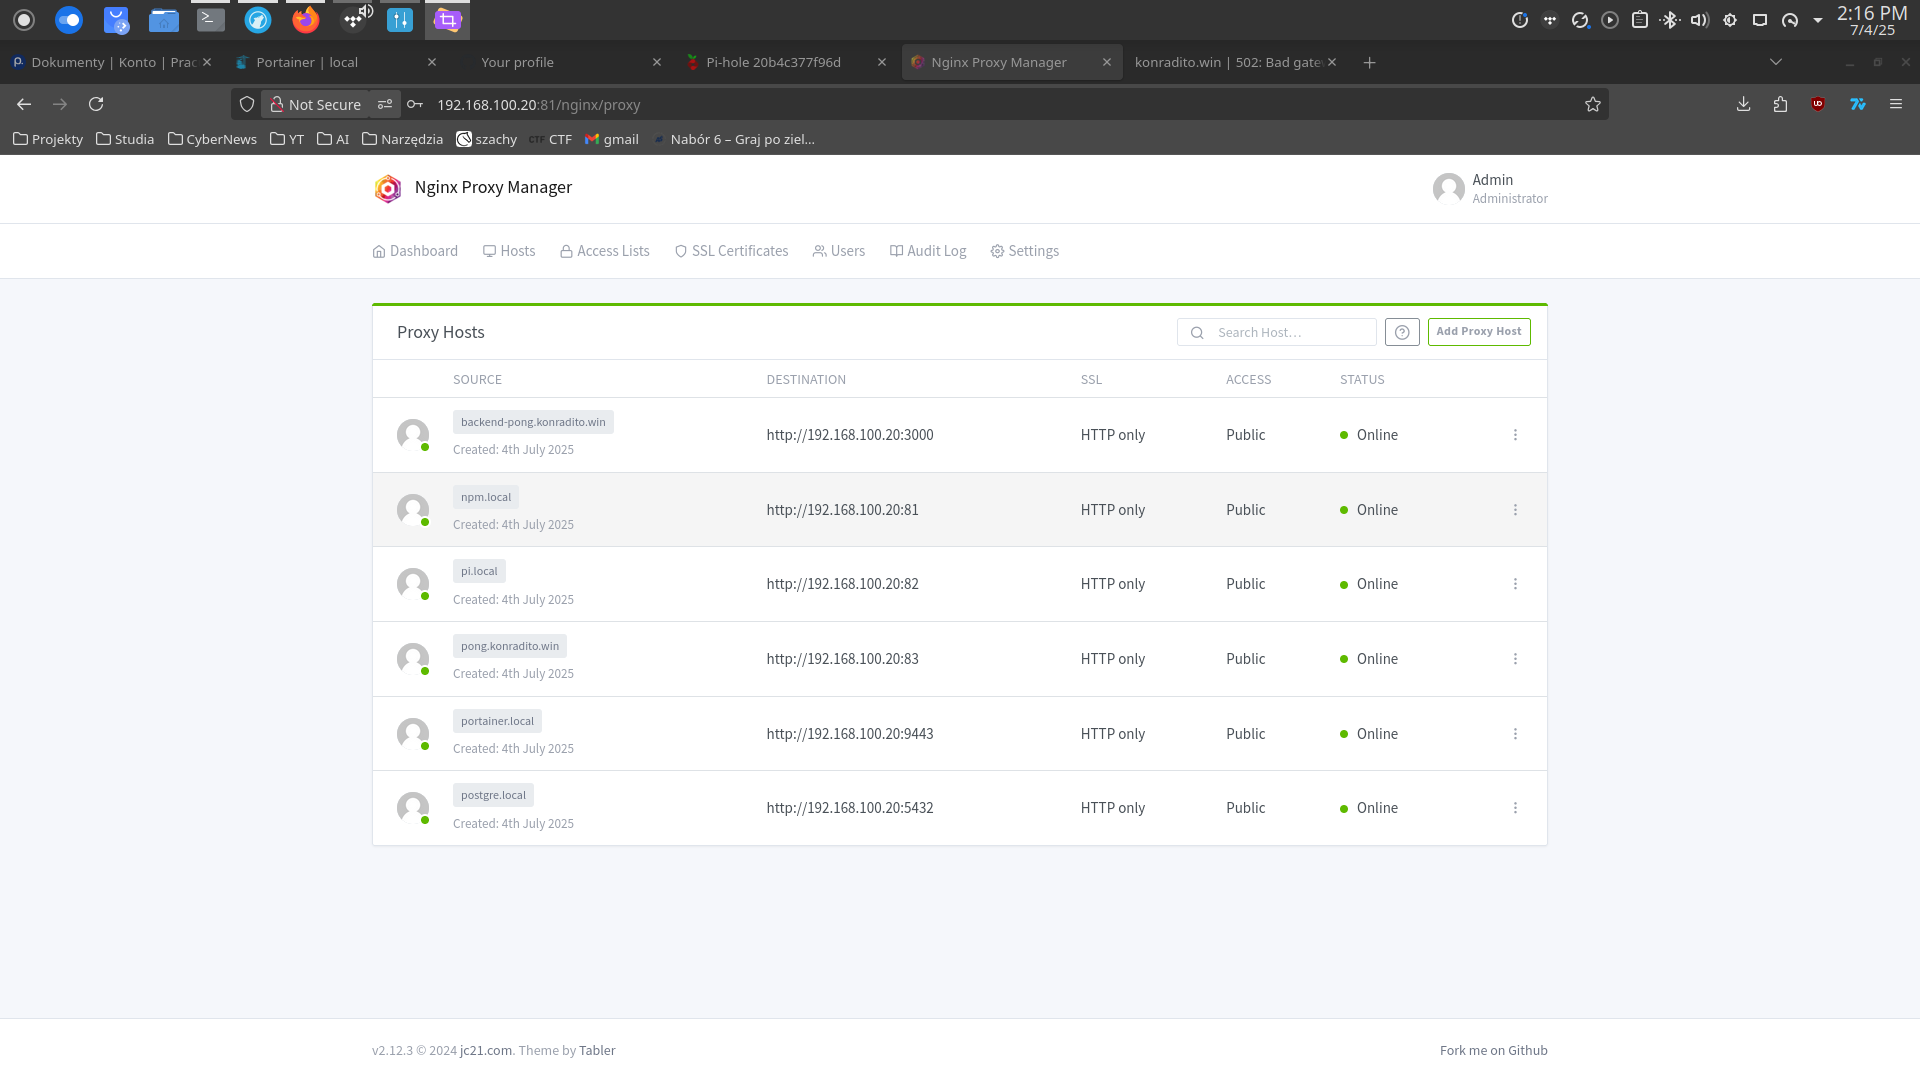 2:16 PM
7/4/25
Dokumenty | Konto | Prac
Portainer | local
Your profile
Pi-hole 20b4c377f96d
Nginx Proxy Manager
konradito.win | 502: Bad gate
Not Secure
192.168.100.20:81/nginx/proxy
Projekty
Studia
CyberNews
YT
AI
Narzędzia
szachy
CTF CTF
gmail
Nabór 6 – Graj po ziel...
Nginx Proxy Manager
Admin
Administrator
Dashboard
Hosts
Access Lists
SSL Certificates
Users
Audit Log
Settings
Proxy Hosts
Search Host...
Add Proxy Host
SOURCE DESTINATION SSL ACCESS STATUS
backend-pong.konradito.win
Created: 4th July 2025
http://192.168.100.20:3000 HTTP only Public Online
npm.local
Created: 4th July 2025
http://192.168.100.20:81 HTTP only Public Online
pi.local
Created: 4th July 2025
http://192.168.100.20:82 HTTP only Public Online
pong.konradito.win
Created: 4th July 2025
http://192.168.100.20:83 HTTP only Public Online
portainer.local
Created: 4th July 2025
http://192.168.100.20:9443 HTTP only Public Online
postgre.local
Created: 4th July 2025
http://192.168.100.20:5432 HTTP only Public Online
v2.12.3 © 2024 jc21.com. Theme by Tabler
Fork me on Github